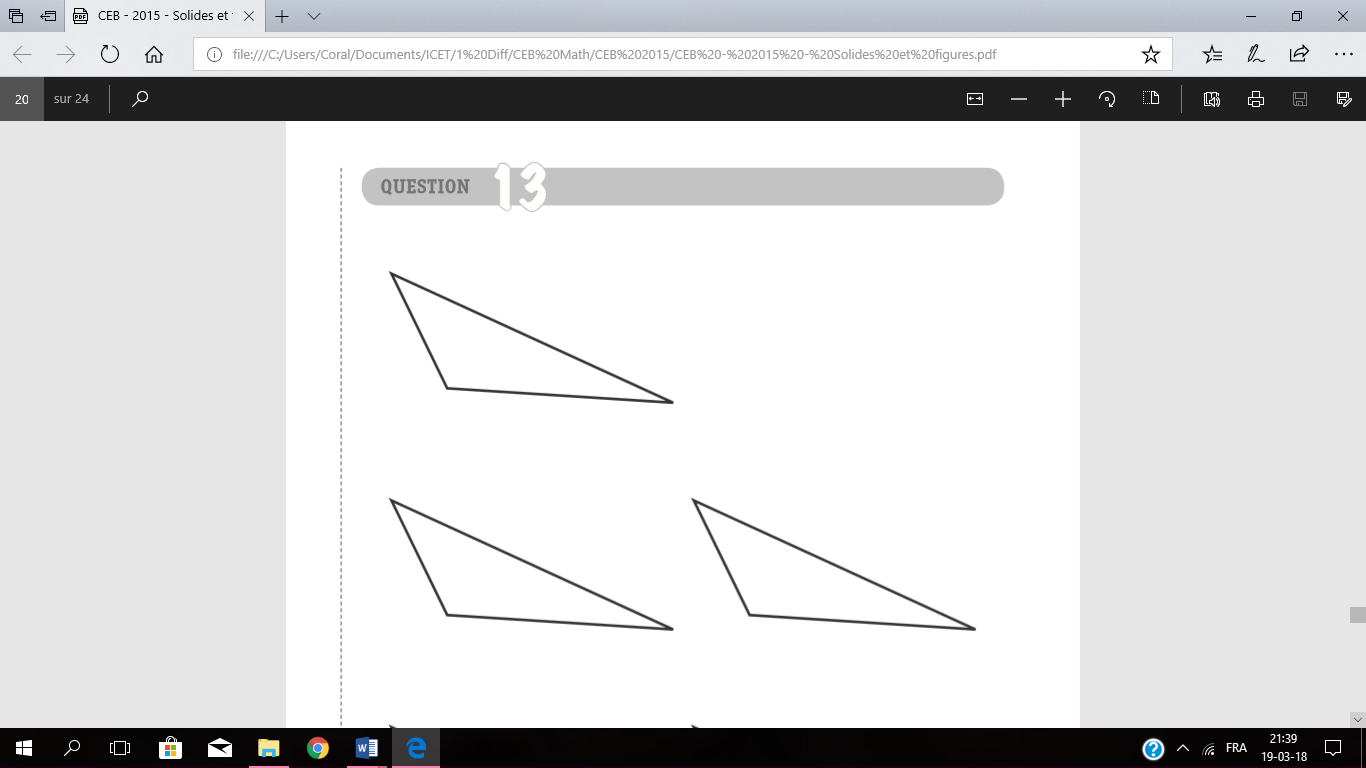 CEB - 2015 - Solides et
file:///C:/Users/Coral/Documents/ICET/1%20Diff/CEB%20Math/CEB%202015/CEB%20-%202015%20-%20Solides%20et%20figures.pdf
20 sur 24
QUESTION 13
FRA
21:39
19-03-18